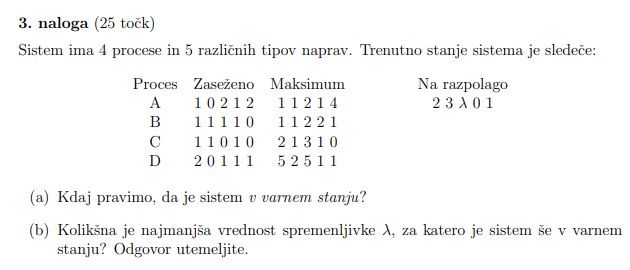 3. naloga (25 točk)
Sistem ima 4 procese in 5 različnih tipov naprav. Trenutno stanje sistema je sledeče:
Proces Zaseženo Maksimum Na razpolago
A 1 0 2 1 2 1 1 2 1 4 2 3 λ 0 1
B 1 1 1 1 0 1 1 2 2 1
C 1 1 0 1 0 2 1 3 1 0
D 2 0 1 1 1 5 2 5 1 1
(a) Kdaj pravimo, da je sistem v varnem stanju?
(b) Kolikšna je najmanjša vrednost spremenljivke λ, za katero je sistem še v varnem
stanju? Odgovor utemeljite.